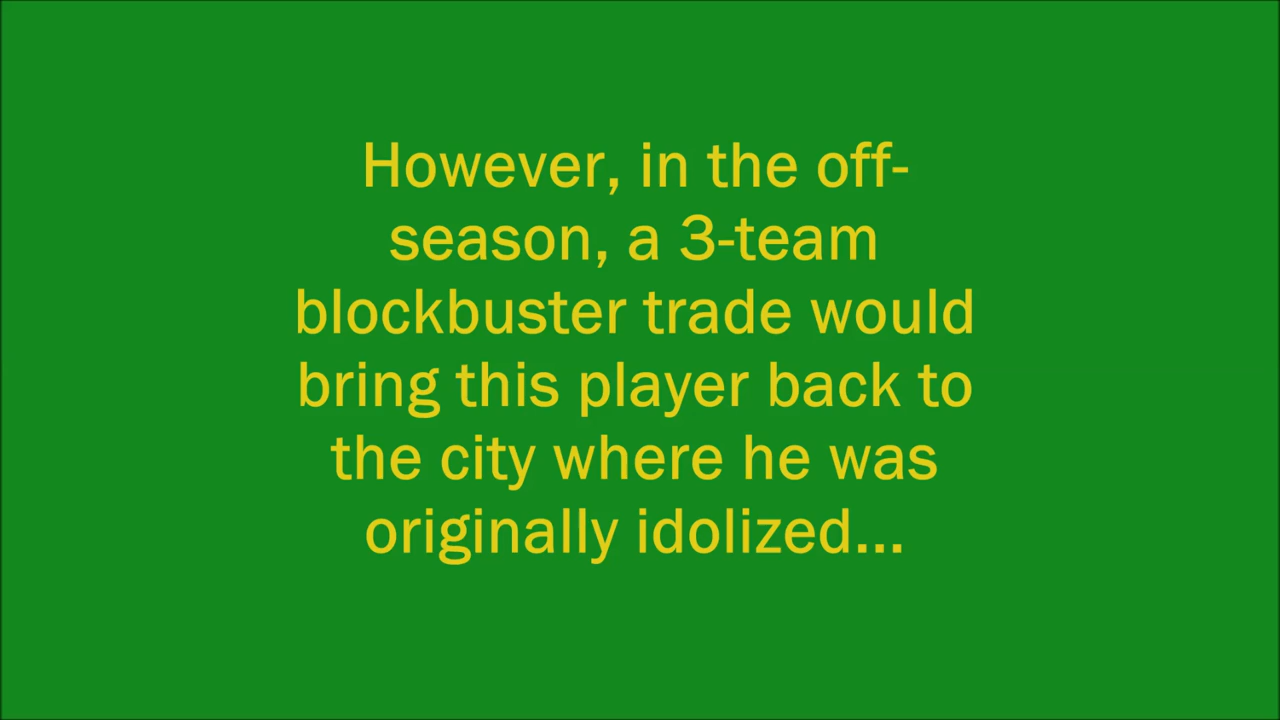 However, in the off-
season, a 3-team
blockbuster trade would
bring this player back to
the city where he was
originally idolized...